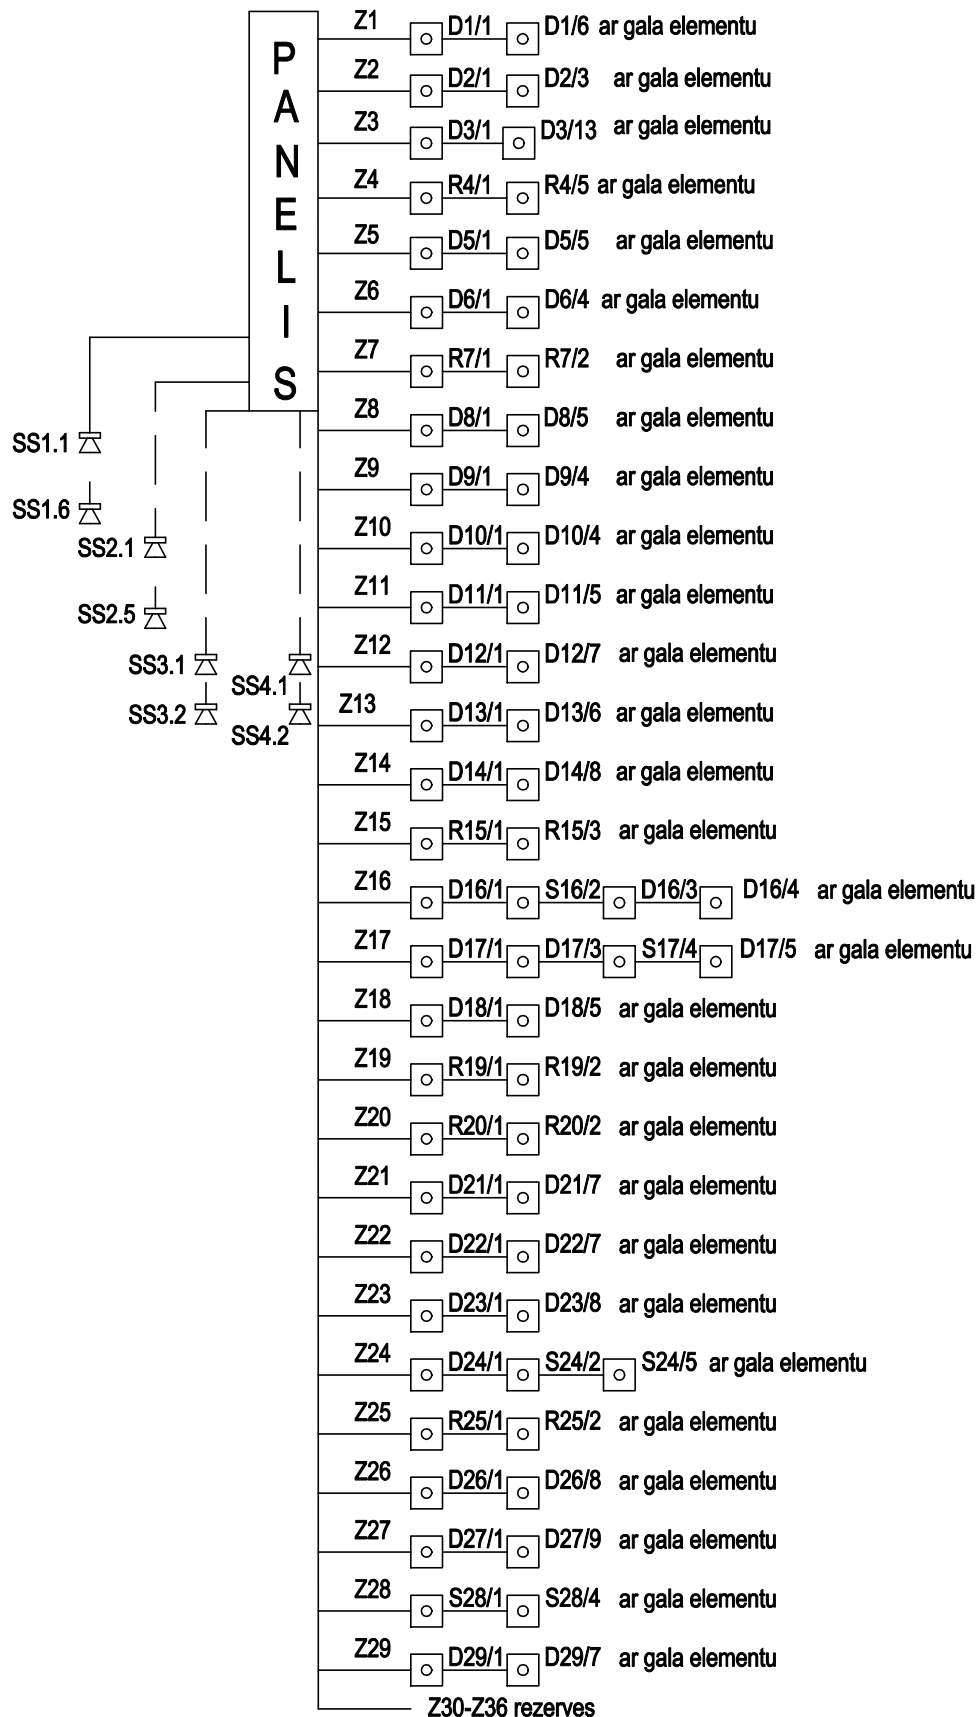 PANELIS
Z1 D1/1 D1/6 ar gala elementu
Z2 D2/1 D2/3 ar gala elementu
Z3 D3/1 D3/13 ar gala elementu
Z4 R4/1 R4/5 ar gala elementu
Z5 D5/1 D5/5 ar gala elementu
Z6 D6/1 D6/4 ar gala elementu
Z7 R7/1 R7/2 ar gala elementu
Z8 D8/1 D8/5 ar gala elementu
Z9 D9/1 D9/4 ar gala elementu
Z10 D10/1 D10/4 ar gala elementu
Z11 D11/1 D11/5 ar gala elementu
Z12 D12/1 D12/7 ar gala elementu
Z13 D13/1 D13/6 ar gala elementu
Z14 D14/1 D14/8 ar gala elementu
Z15 R15/1 R15/3 ar gala elementu
Z16 D16/1 S16/2 D16/3 D16/4 ar gala elementu
Z17 D17/1 D17/3 S17/4 D17/5 ar gala elementu
Z18 D18/1 D18/5 ar gala elementu
Z19 R19/1 R19/2 ar gala elementu
Z20 R20/1 R20/2 ar gala elementu
Z21 D21/1 D21/7 ar gala elementu
Z22 D22/1 D22/7 ar gala elementu
Z23 D23/1 D23/8 ar gala elementu
Z24 D24/1 S24/2 S24/5 ar gala elementu
Z25 R25/1 R25/2 ar gala elementu
Z26 D26/1 D26/8 ar gala elementu
Z27 D27/1 D27/9 ar gala elementu
Z28 S28/1 S28/4 ar gala elementu
Z29 D29/1 D29/7 ar gala elementu
Z30-Z36 rezerves
SS1.1
SS1.6
SS2.1
SS2.5
SS3.1
SS3.2
SS4.1
SS4.2